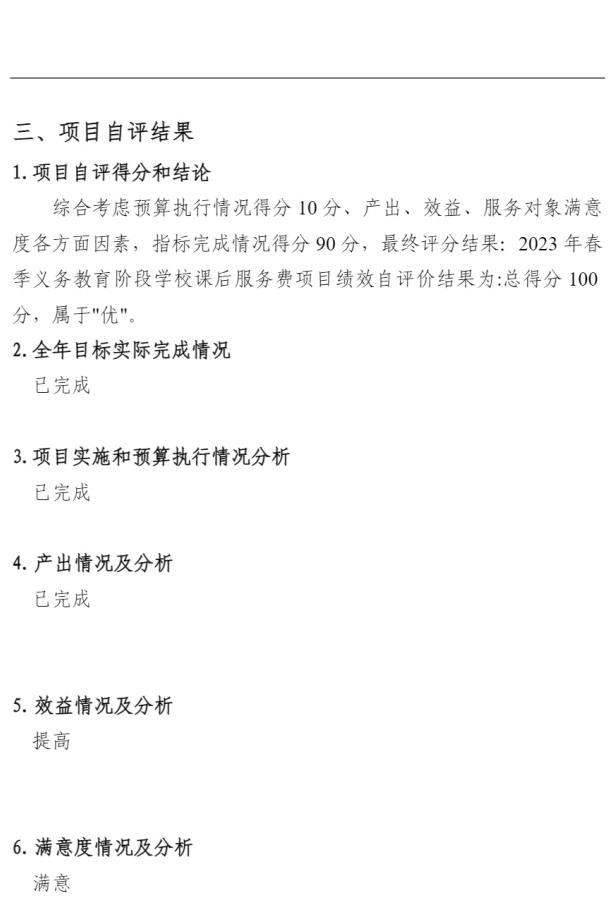 三、项目自评结果
1. 项目自评得分和结论
综合考虑预算执行情况得分 10 分、产出、效益、服务对象满意
度各方面因素，指标完成情况得分 90 分，最终评分结果：2023 年春
季义务教育阶段学校课后服务费项目绩效自评价结果为:总得分 100
分，属于"优"。
2. 全年目标实际完成情况
已完成
3. 项目实施和预算执行情况分析
已完成
4. 产出情况及分析
已完成
5. 效益情况及分析
提高
6. 满意度情况及分析
满意